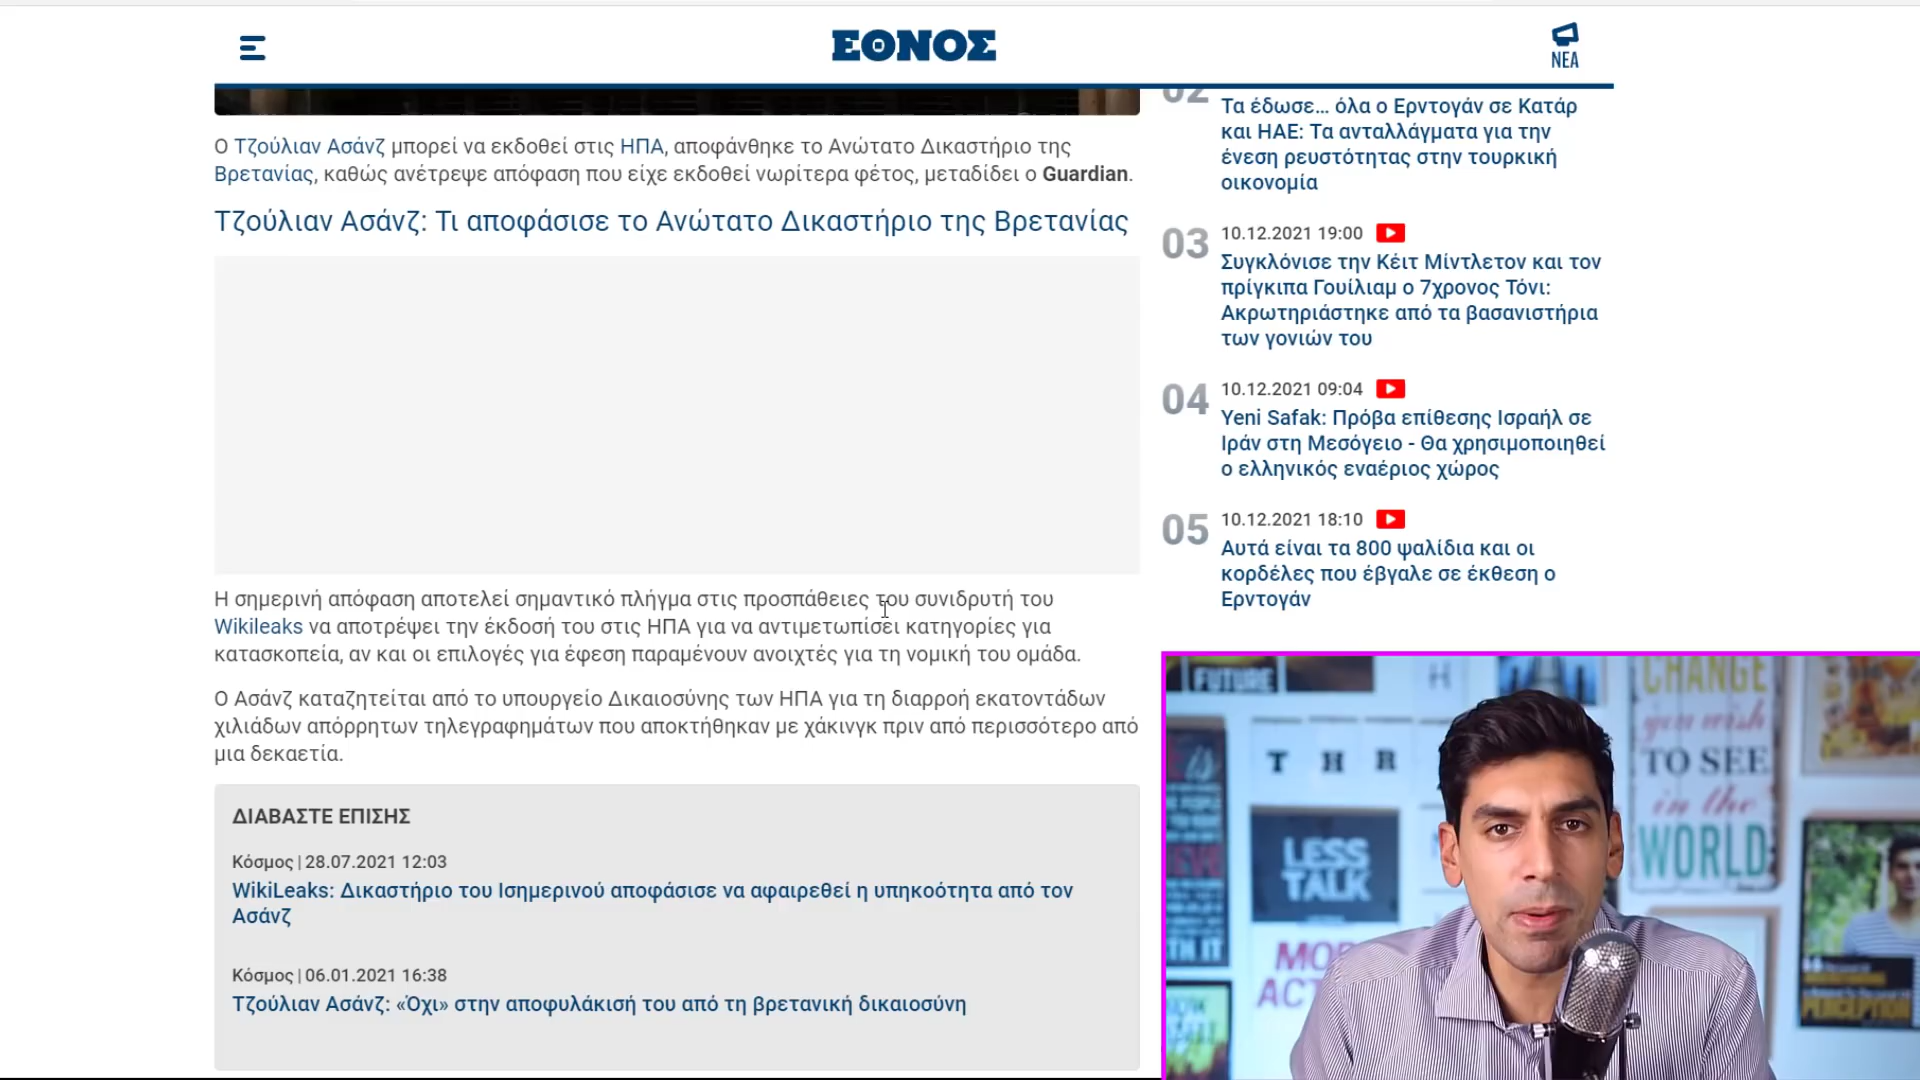 ΕΘΝΟΣ
ΝΕΑ
Ο Τζούλιαν Ασάνζ μπορεί να εκδοθεί στις ΗΠΑ, αποφάνθηκε το Ανώτατο Δικαστήριο της
Βρετανίας, καθώς ανέτρεψε απόφαση που είχε εκδοθεί νωρίτερα φέτος, μεταδίδει ο Guardian.
Τζούλιαν Ασάνζ: Τι αποφάσισε το Ανώτατο Δικαστήριο της Βρετανίας
Η σημερινή απόφαση αποτελεί σημαντικό πλήγμα στις προσπάθειες του συνιδρυτή του
Wikileaks να αποτρέψει την έκδοσή του στις ΗΠΑ για να αντιμετωπίσει κατηγορίες για
κατασκοπεία, αν και οι επιλογές για έφεση παραμένουν ανοιχτές για τη νομική του ομάδα.
Ο Ασάνζ καταζητείται από το υπουργείο Δικαιοσύνης των ΗΠΑ για τη διαρροή εκατοντάδων
χιλιάδων απόρρητων τηλεγραφημάτων που αποκτήθηκαν με χάκινγκ πριν από περισσότερο από
μια δεκαετία.
ΔΙΑΒΑΣΤΕ ΕΠΙΣΗΣ
Κόσμος | 28.07.2021 12:03
WikiLeaks: Δικαστήριο του Ισημερινού αποφάσισε να αφαιρεθεί η υπηκοότητα από τον
Ασάνζ
Κόσμος | 06.01.2021 16:38
Τζούλιαν Ασάνζ: «Όχι» στην αποφυλάκισή του από τη βρετανική δικαιοσύνη
02
Τα έδωσε... όλα ο Ερντογάν σε Κατάρ
και ΗΑΕ: Τα ανταλλάγματα για την
ένεση ρευστότητας στην τουρκική
οικονομία
03
10.12.2021 19:00
Συγκλόνισε την Κέιτ Μίντλετον και τον
πρίγκιπα Γουίλιαμ ο 7χρονος Τόνι:
Ακρωτηριάστηκε από τα βασανιστήρια
των γονιών του
04
10.12.2021 09:04
Yeni Safak: Πρόβα επίθεσης Ισραήλ σε
Ιράν στη Μεσόγειο - Θα χρησιμοποιηθεί
ο ελληνικός εναέριος χώρος
05
10.12.2021 18:10
Αυτά είναι τα 800 ψαλίδια και οι
κορδέλες που έβγαλε σε έκθεση ο
Ερντογάν
FUTURE
H
T H R
LESS
TALK
CHANGE
you wish
TO SEE
in the
WORLD
PERCEPTION